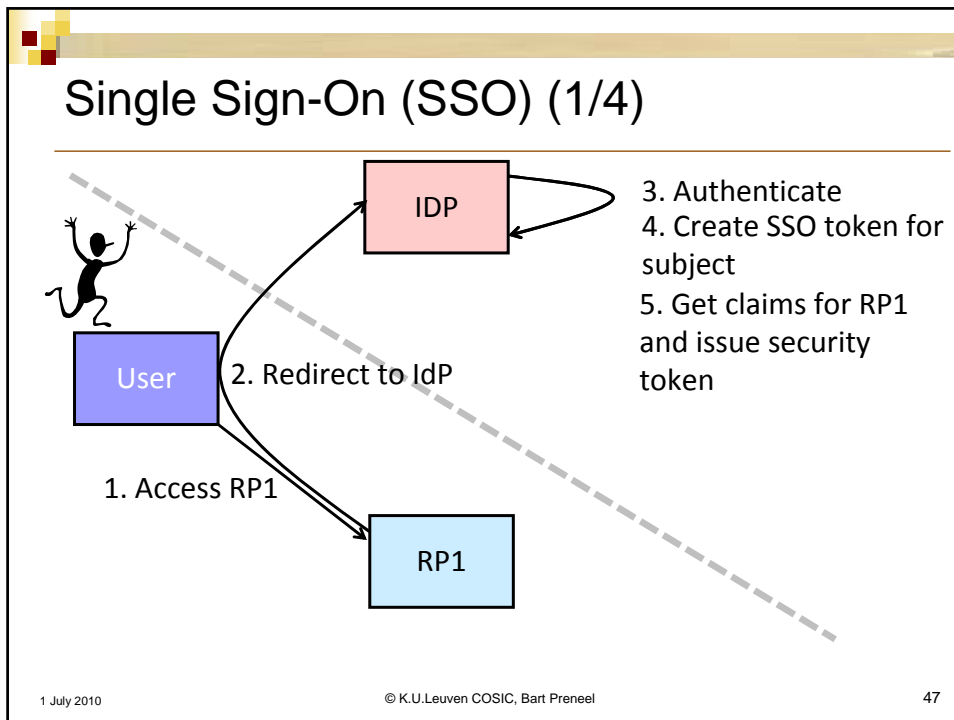 Single Sign-On (SSO) (1/4)
IDP
3. Authenticate
4. Create SSO token for
subject
5. Get claims for RP1
and issue security
token
User
2. Redirect to IdP
1. Access RP1
RP1
1 July 2010
© K.U.Leuven COSIC, Bart Preneel
47